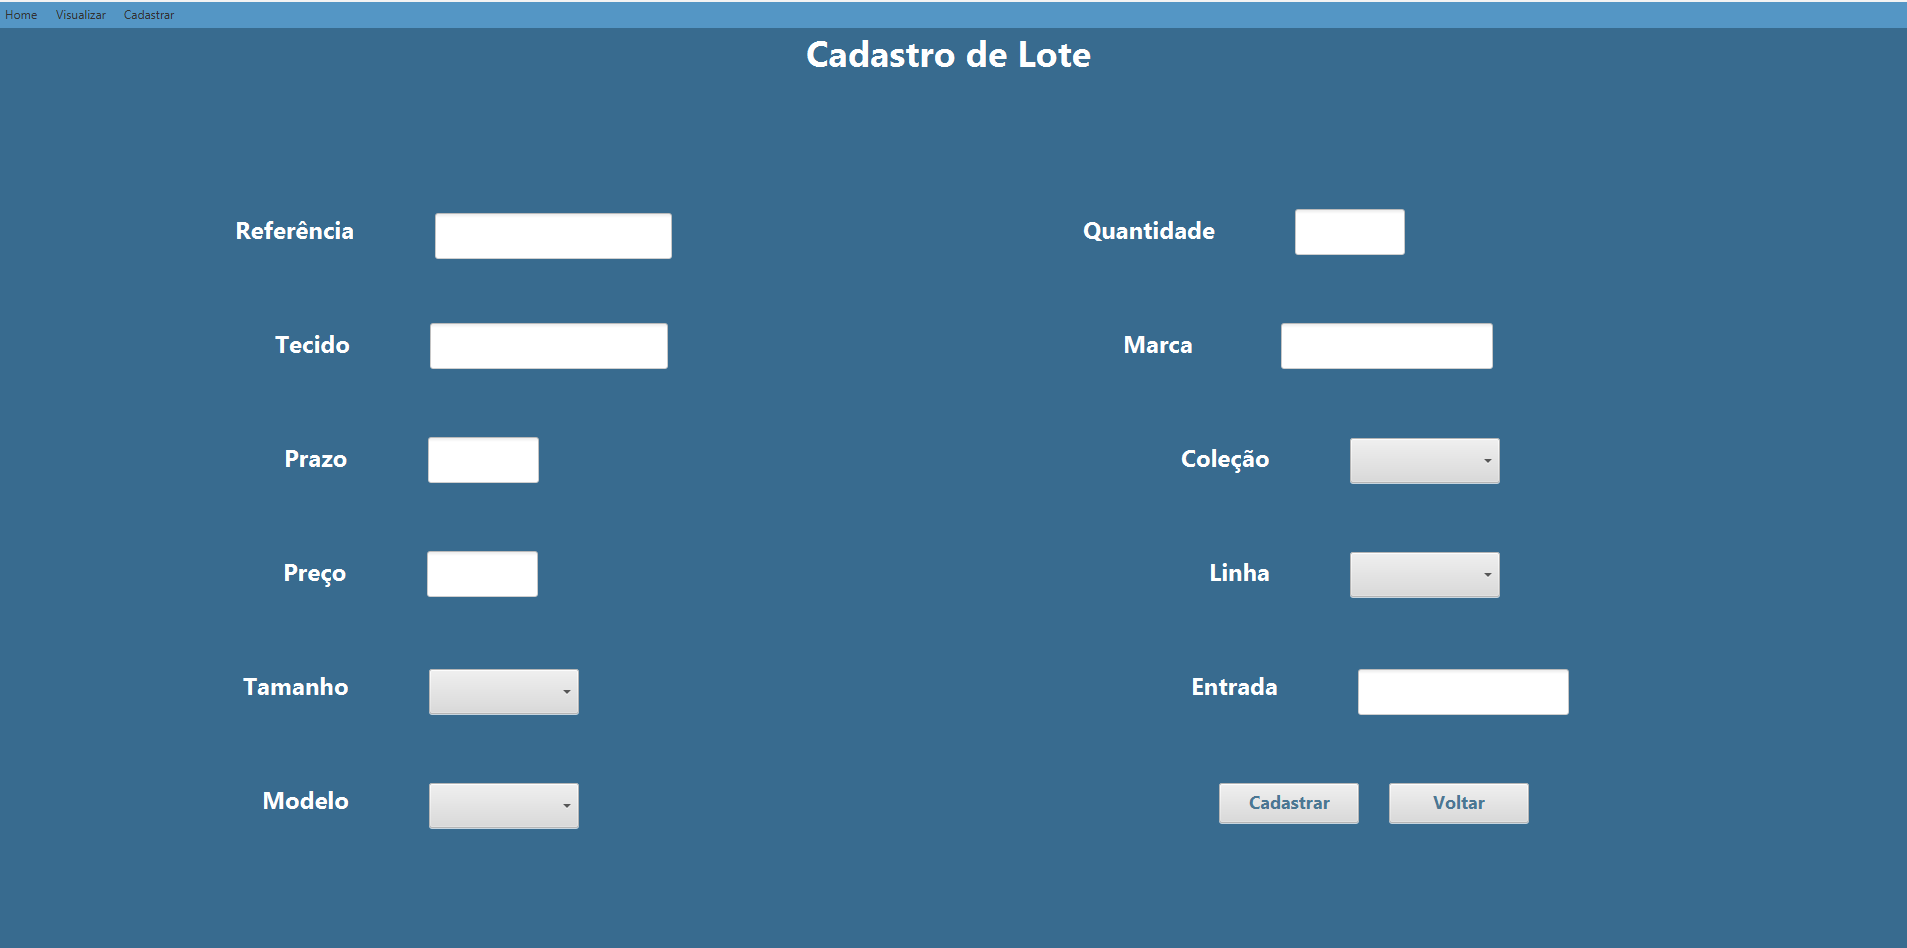 Home Visualizar Cadastrar
Cadastro de Lote
Referência Quantidade
Tecido Marca
Prazo Coleção
Preço Linha
Tamanho Entrada
Modelo Cadastrar Voltar